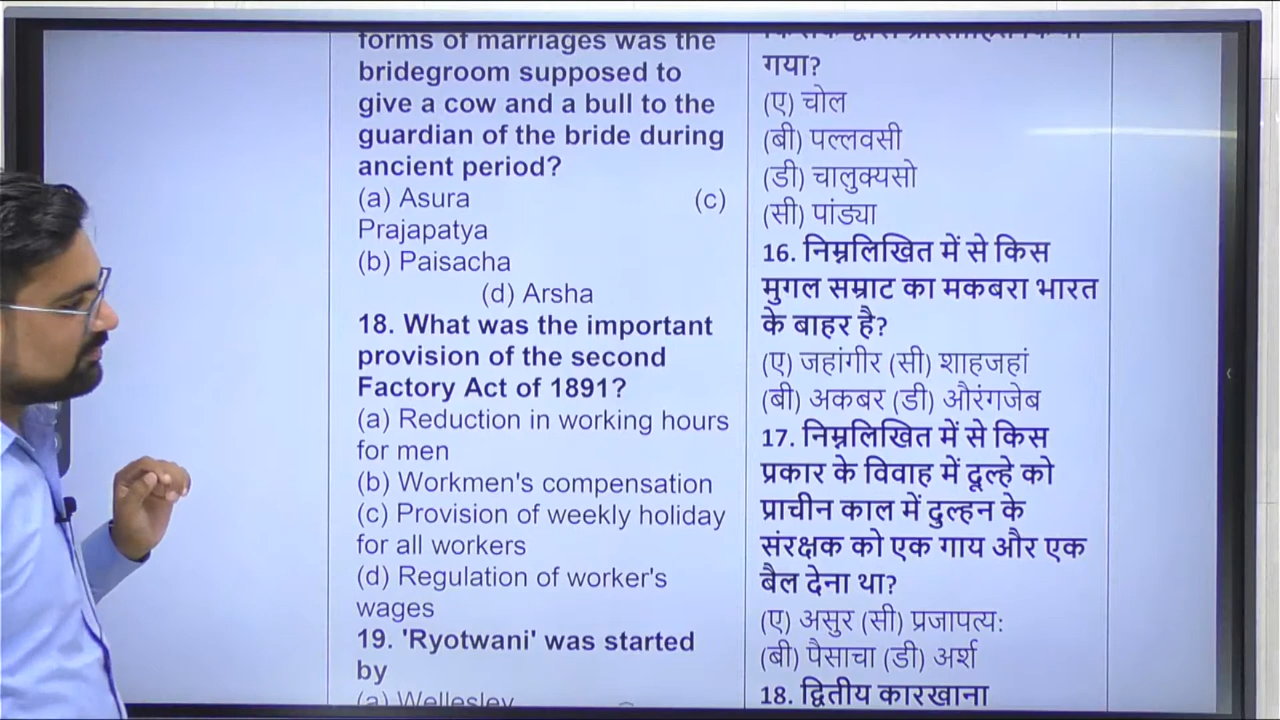 forms of marriages was the
bridegroom supposed to
give a cow and a bull to the
guardian of the bride during
ancient period?
(a) Asura (c)
Prajapatya
(b) Paisacha
(d) Arsha
18. What was the important
provision of the second
Factory Act of 1891?
(a) Reduction in working hours
for men
(b) Workmen's compensation
(c) Provision of weekly holiday
for all workers
(d) Regulation of worker's
wages
19. 'Ryotwani' was started
by
(a) Wellesley
गया?
(ए) चोल
(बी) पल्लवसी
(डी) चालुक्यसो
(सी) पांड्या
16. निम्नलिखित में से किस
मुगल सम्राट का मकबरा भारत
के बाहर है?
(ए) जहांगीर (सी) शाहजहां
(बी) अकबर (डी) औरंगजेब
17. निम्नलिखित में से किस
प्रकार के विवाह में दूल्हे को
प्राचीन काल में दुल्हन के
संरक्षक को एक गाय और एक
बैल देना था?
(ए) असुर (सी) प्रजापत्य:
(बी) पैसाचा (डी) अर्श
18. द्वितीय कारखाना